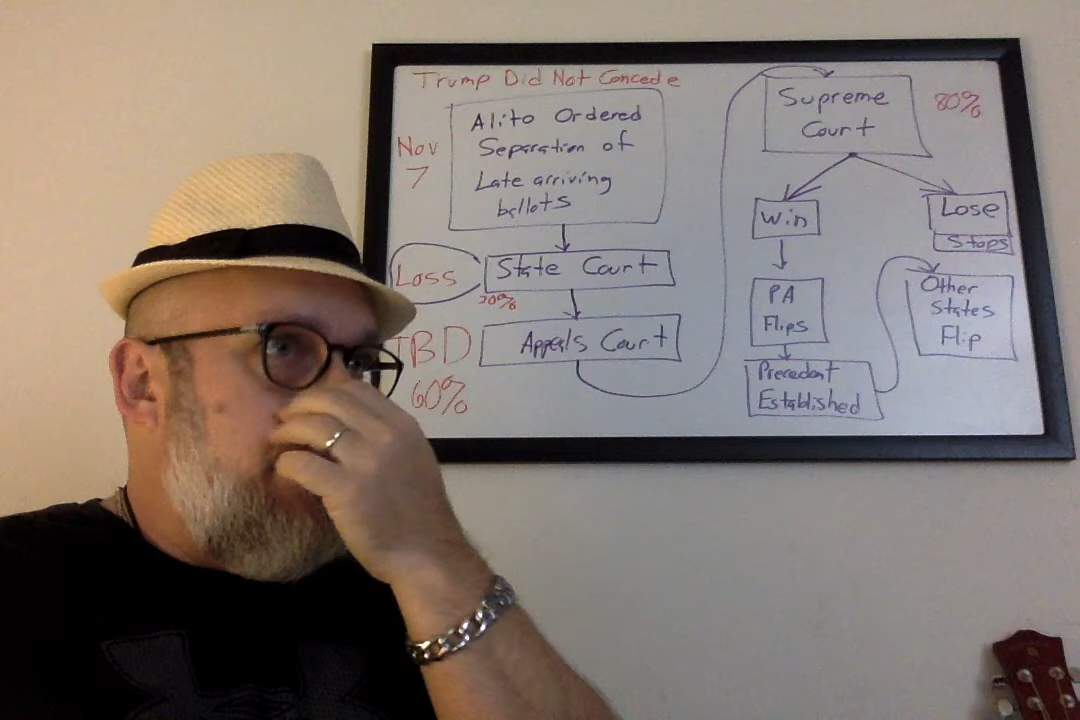 Trump Did Not Concede
Nov
7
Alito Ordered
Separation of
Late arriving
ballots
Loss
State Court
20%
TBD
60%
Appeals Court
Supreme
Court
80%
Win
Lose
Stops
PA
Flips
Precedent
Established
Other
States
Flip